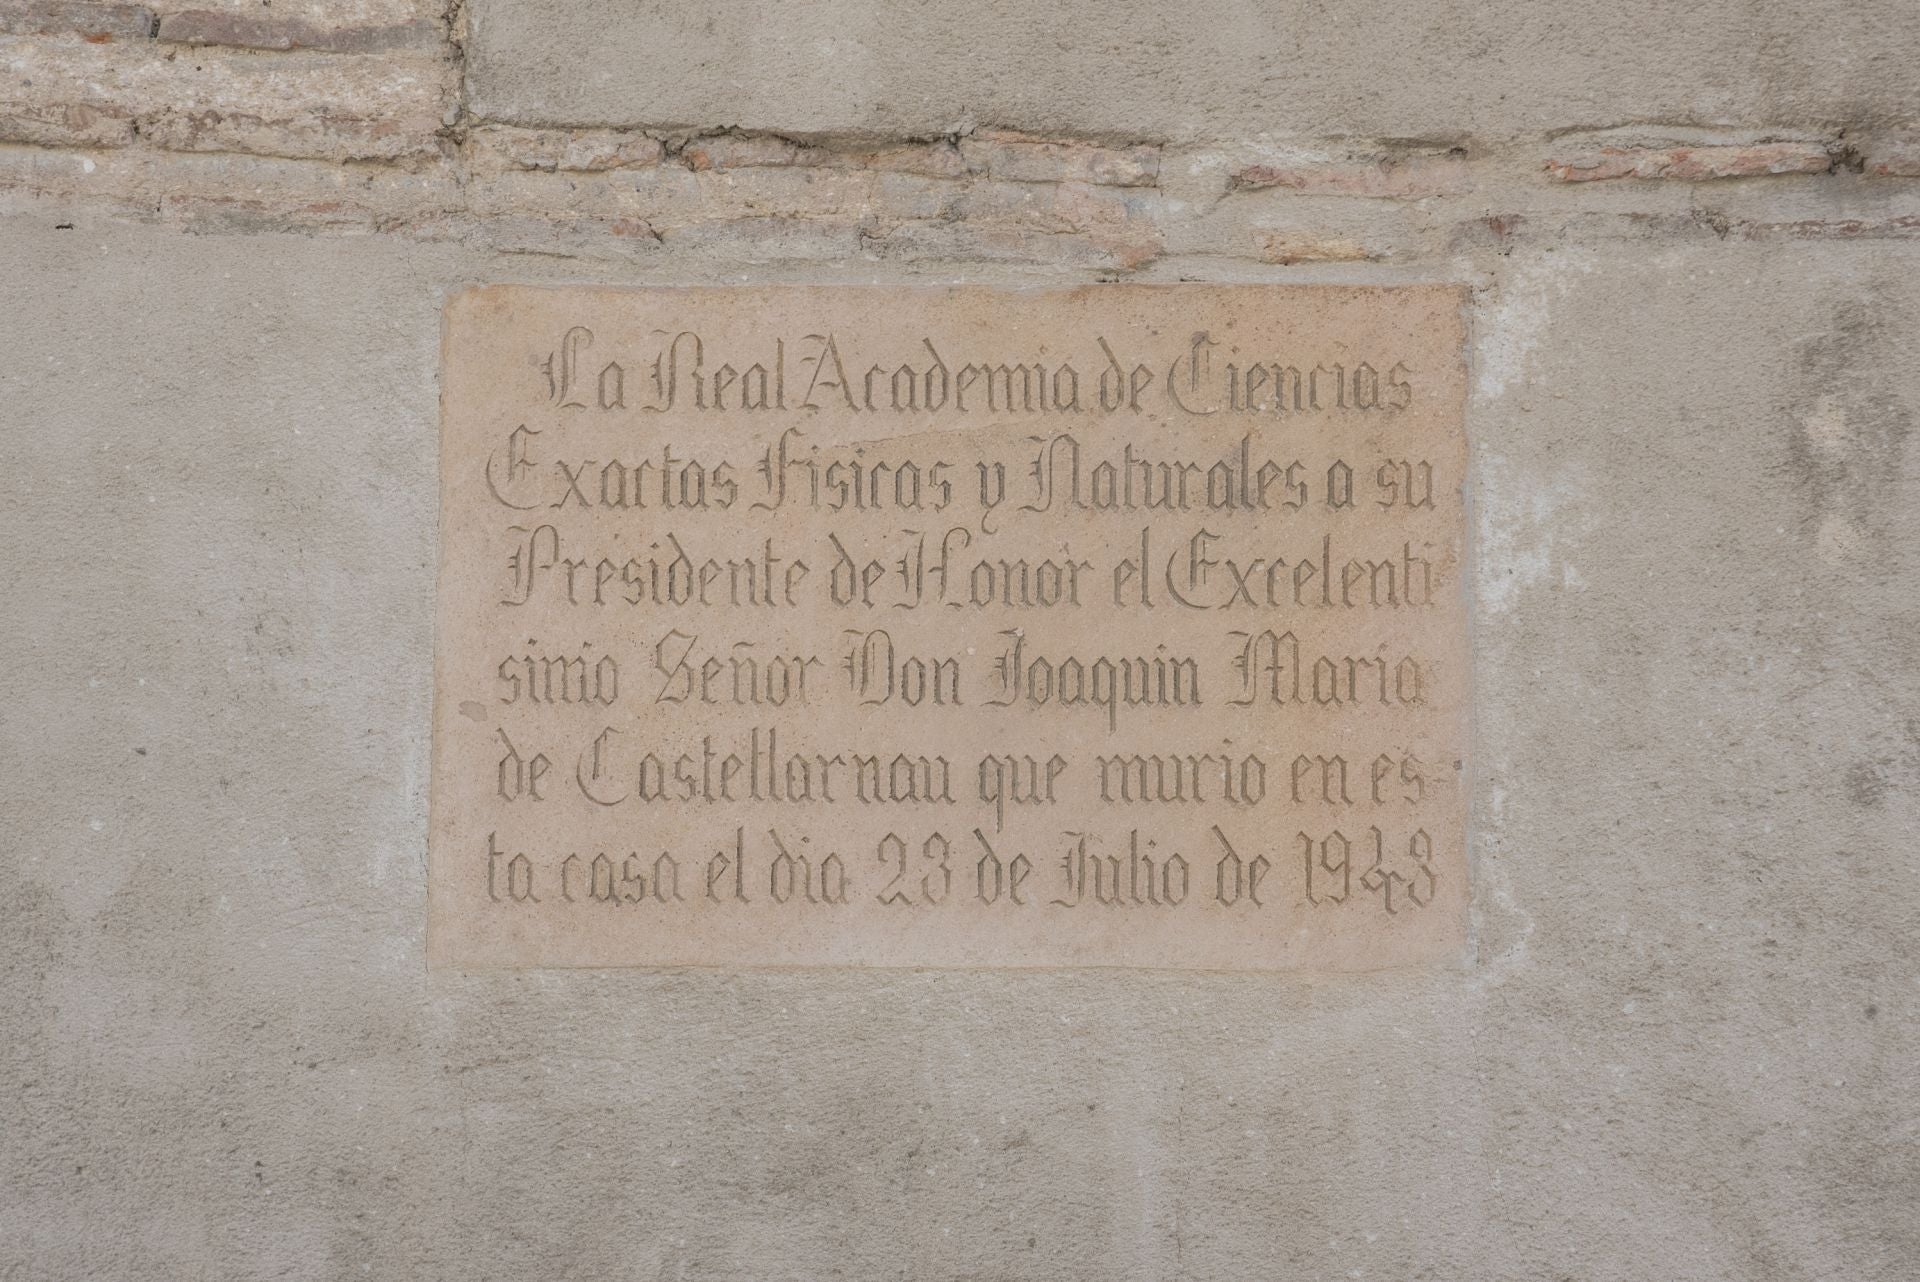 La Real Academia de Ciencias
Exactas Fisicas y Naturales a su
Presidente de Honor el Excelenti
simo Señor Don Joaquin Maria
de Castellarnau que murio en es-
ta casa el dia 23 de Julio de 1943